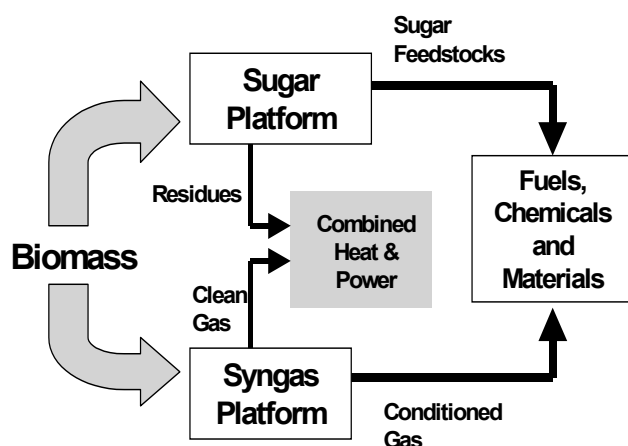 Sugar
Feedstocks
Sugar
Platform
Residues
Fuels,
Chemicals
and
Materials
Combined
Heat &
Power
Biomass
Clean
Gas
Syngas
Platform
Conditioned
Gas